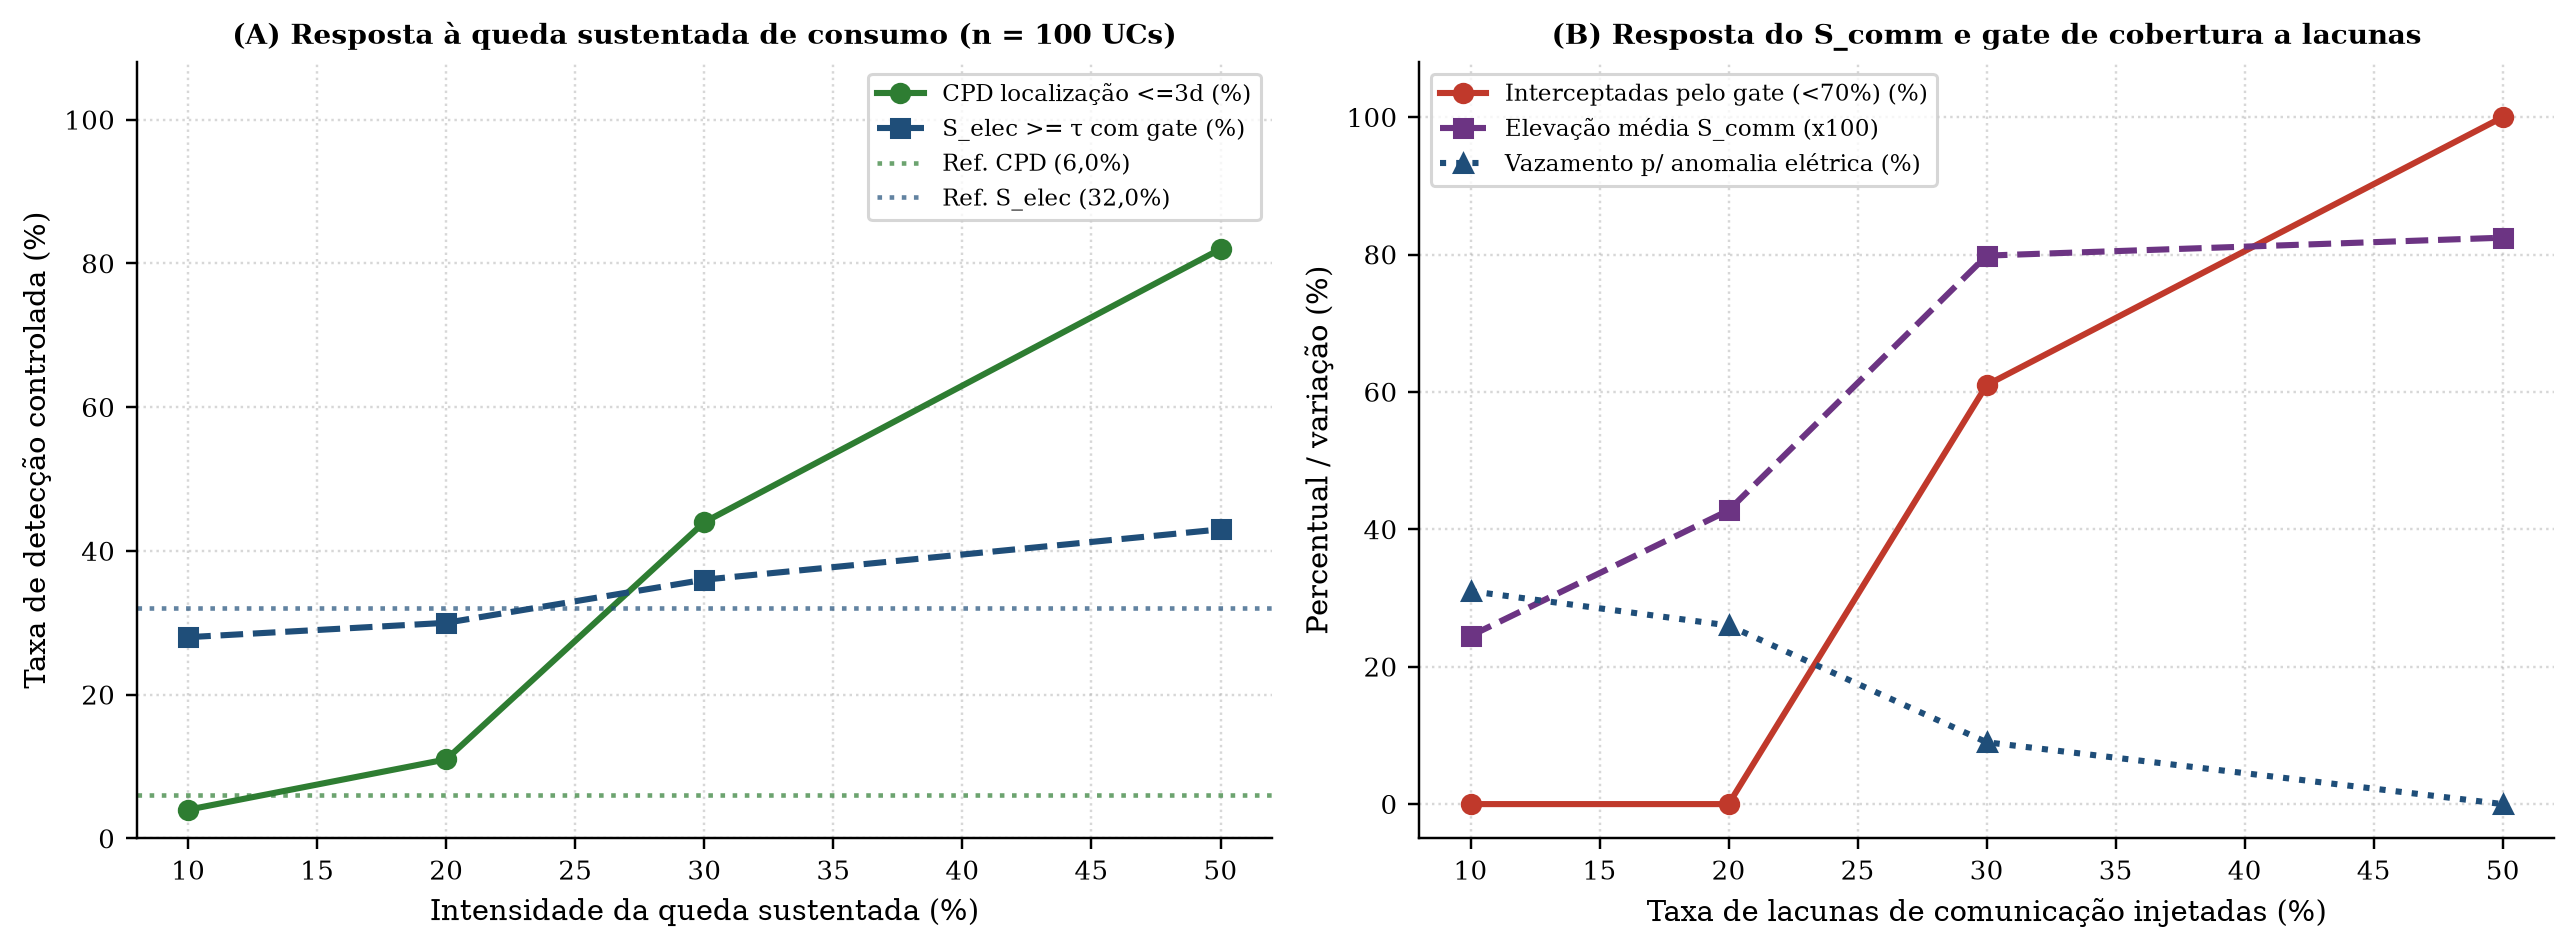 (A) Resposta à queda sustentada de consumo (n = 100 UCs)
CPD localização <=3d (%)
S_elec >= τ com gate (%)
Ref. CPD (6,0%)
Ref. S_elec (32,0%)
Taxa de detecção controlada (%)
100
80
60
40
20
0
10 15 20 25 30 35 40 45 50
Intensidade da queda sustentada (%)
(B) Resposta do S_comm e gate de cobertura a lacunas
Interceptadas pelo gate (<70%) (%)
Elevação média S_comm (x100)
Vazamento p/ anomalia elétrica (%)
Percentual / variação (%)
100
80
60
40
20
0
10 15 20 25 30 35 40 45 50
Taxa de lacunas de comunicação injetadas (%)